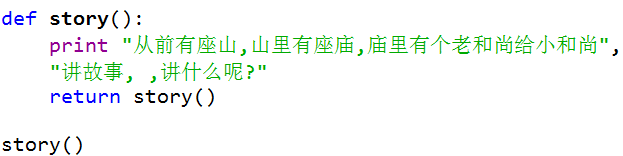 def story():
    print "从前有座山,山里有座庙,庙里有个老和尚给小和尚",
    "讲故事, ,讲什么呢?"
    return story()
story()